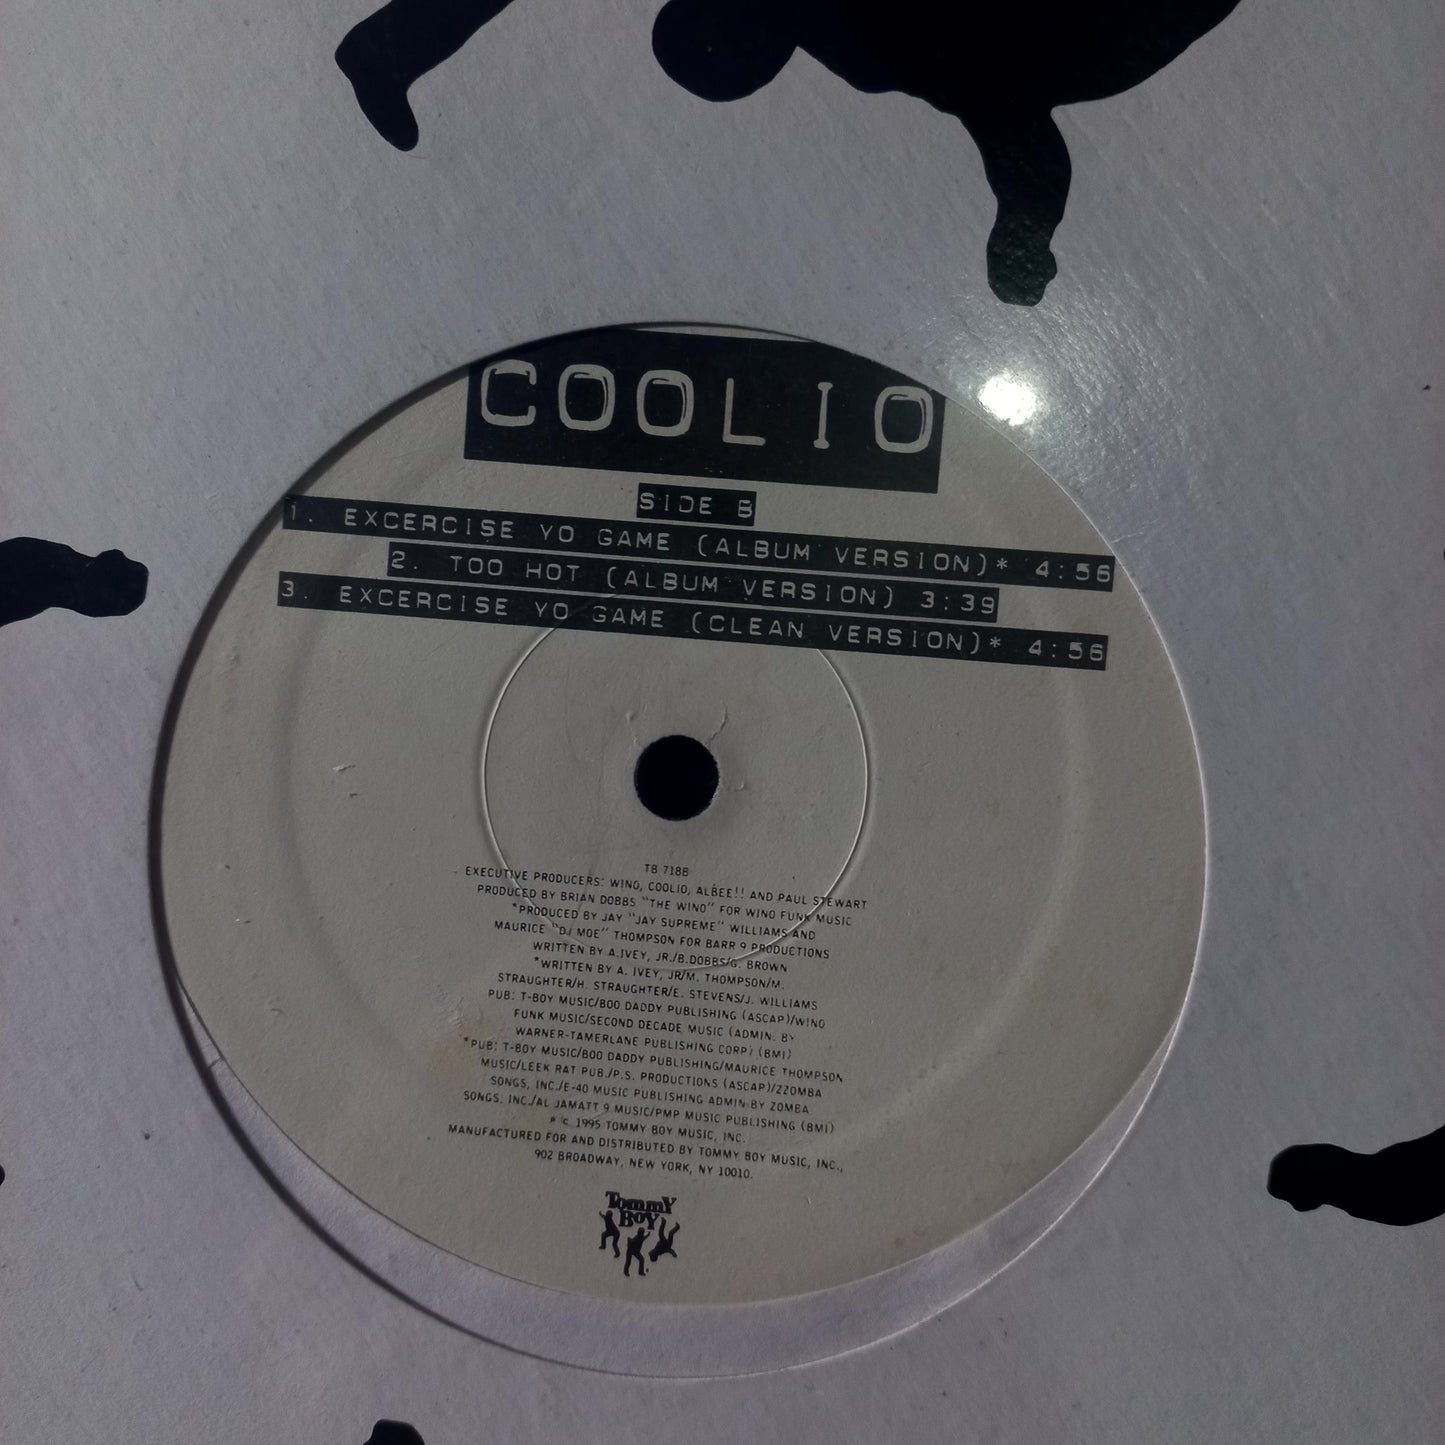 COOLIO
SIDE B
1. EXCERCISE YO GAME (ALBUM VERSION)* 4:56
2. TOO HOT (ALBUM VERSION) 3:39
3. EXCERCISE YO GAME (CLEAN VERSION)* 4:56
TB 718B
EXECUTIVE PRODUCERS: WINO, COOLIO, ALBEE!! AND PAUL STEWART
PRODUCED BY BRIAN DOBBS "THE WINO" FOR WINO FUNK MUSIC
*PRODUCED BY JAY "JAY SUPREME" WILLIAMS AND
MAURICE "DJ MOE" THOMPSON FOR BARR 9 PRODUCTIONS
WRITTEN BY A.IVEY, JR./B.DOBBS/G. BROWN
*WRITTEN BY A. IVEY, JR/M. THOMPSON/M.
STRAUGHTER/H. STRAUGHTER/E. STEVENS/J. WILLIAMS
PUB: T-BOY MUSIC/BOO DADDY PUBLISHING (ASCAP)/WINO
FUNK MUSIC/SECOND DECADE MUSIC (ADMIN. BY
WARNER-TAMERLANE PUBLISHING CORP) (BMI)
*PUB: T-BOY MUSIC/BOO DADDY PUBLISHING/MAURICE THOMPSON
MUSIC/LEEK RAT PUB./P.S. PRODUCTIONS (ASCAP)/ZZOMBA
SONGS, INC./E-40 MUSIC PUBLISHING ADMIN BY ZOMBA
SONGS, INC./AL JAMATT 9 MUSIC/PMP MUSIC PUBLISHING (BMI)
℗ © 1995 TOMMY BOY MUSIC, INC.
MANUFACTURED FOR AND DISTRIBUTED BY TOMMY BOY MUSIC, INC.,
902 BROADWAY, NEW YORK, NY 10010.
TommY
BoY